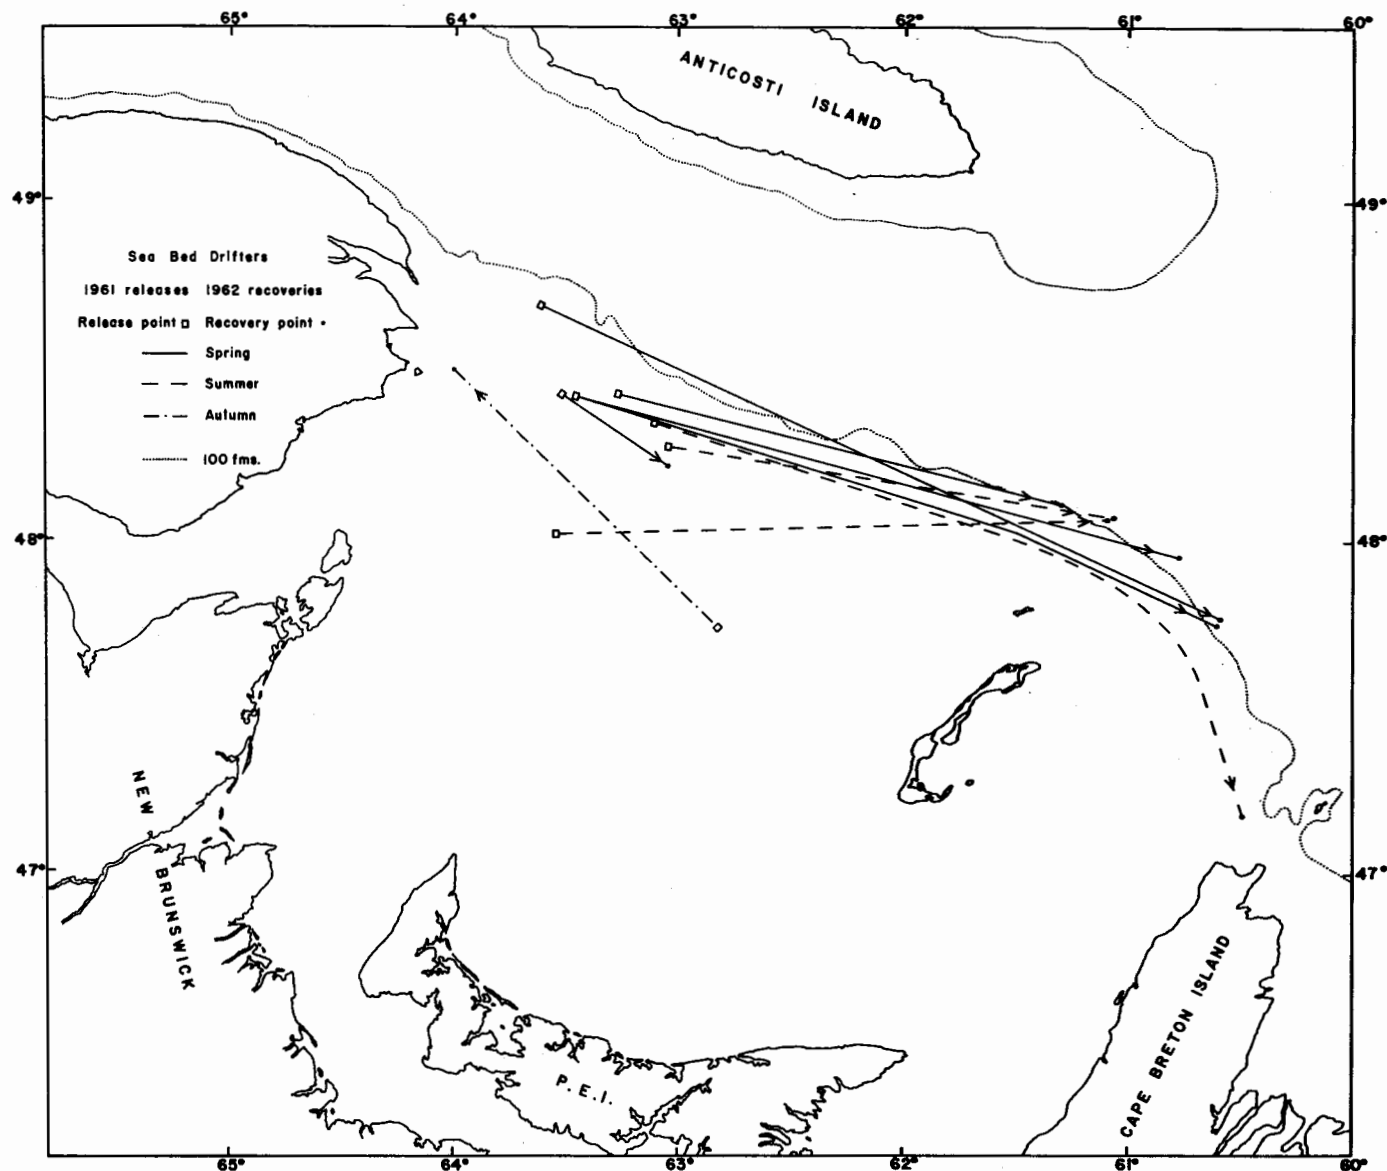 65° 64° 63° 62° 61° 60°
ANTICOSTI ISLAND
49° 49°
Sea Bed Drifters
1961 releases 1962 recoveries
Release point Recovery point
Spring
Summer
Autumn
100 fms.
48° 48°
NEW BRUNSWICK
47° 47°
CAPE BRETON ISLAND
P.E.I.
65° 64° 63° 62° 61° 60°